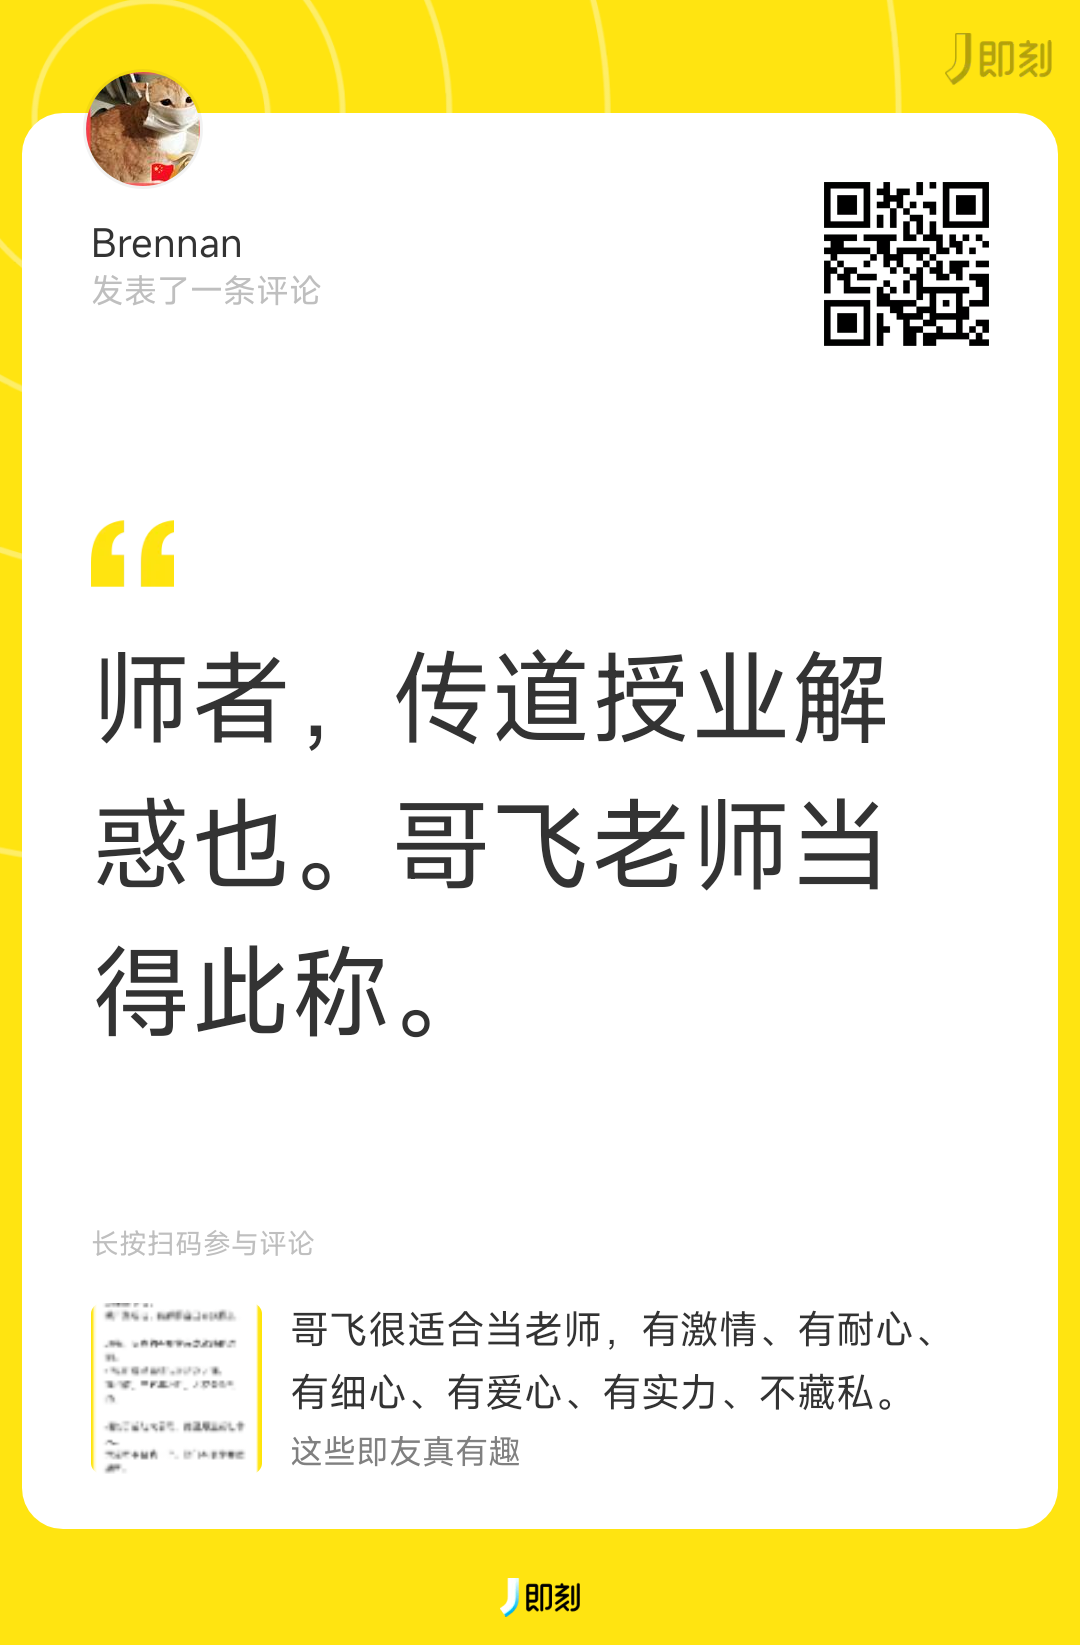 即刻
Brennan
发表了一条评论
师者，传道授业解
惑也。哥飞老师当
得此称。
长按扫码参与评论
哥飞很适合当老师，有激情、有耐心、
有细心、有爱心、有实力、不藏私。
这些即友真有趣
即刻